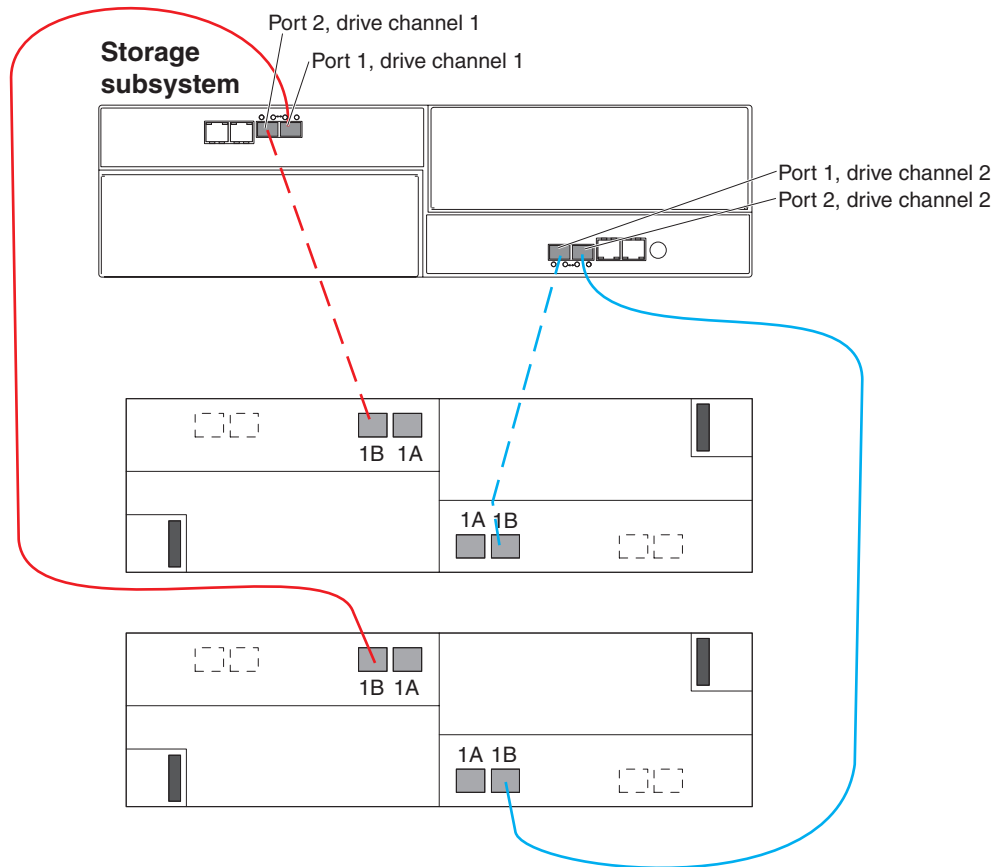 Port 2, drive channel 1
Storage
subsystem
Port 1, drive channel 1
Port 1, drive channel 2
Port 2, drive channel 2
1B 1A
1A 1B
1B 1A
1A 1B